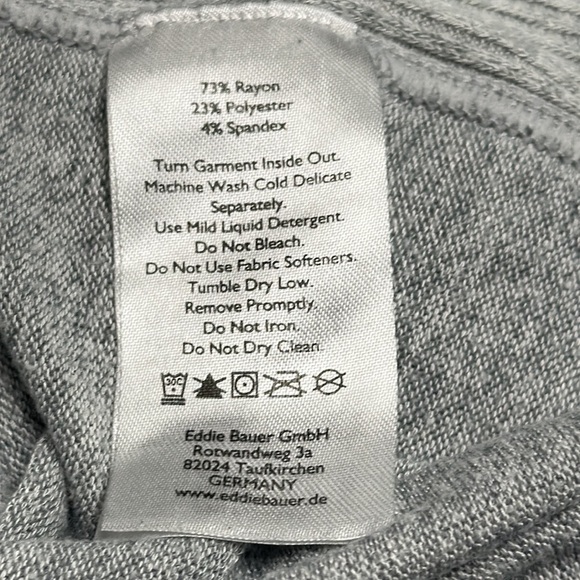 73% Rayon
23% Polyester
4% Spandex
Turn Garment Inside Out.
Machine Wash Cold Delicate
Separately.
Use Mild Liquid Detergent.
Do Not Bleach.
Do Not Use Fabric Softeners.
Tumble Dry Low.
Remove Promptly.
Do Not Iron.
Do Not Dry Clean.
30C
Eddie Bauer GmbH
Rotwandweg 3a
82024 Taufkirchen
GERMANY
www.eddiebauer.de